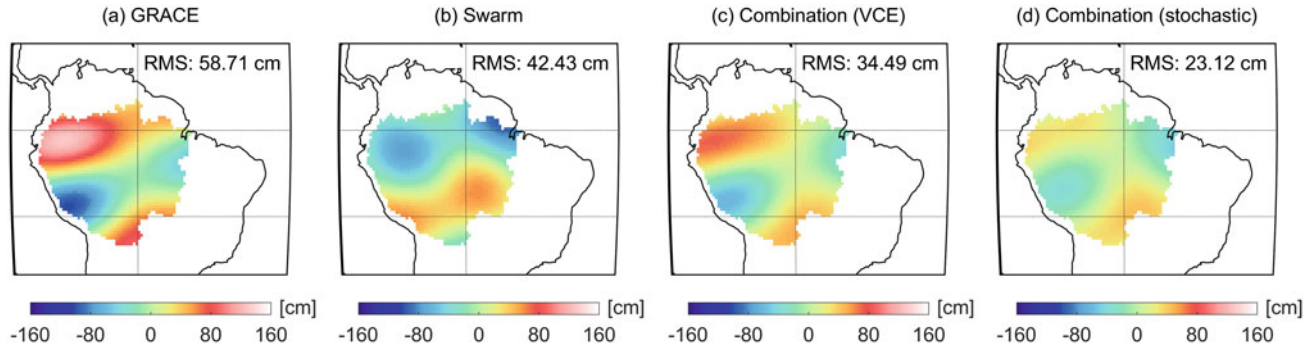 (a) GRACE
(b) Swarm
(c) Combination (VCE)
(d) Combination (stochastic)
RMS: 58.71 cm
RMS: 42.43 cm
RMS: 34.49 cm
RMS: 23.12 cm
[cm]
[cm]
[cm]
[cm]
-160 -80 0 80 160
-160 -80 0 80 160
-160 -80 0 80 160
-160 -80 0 80 160